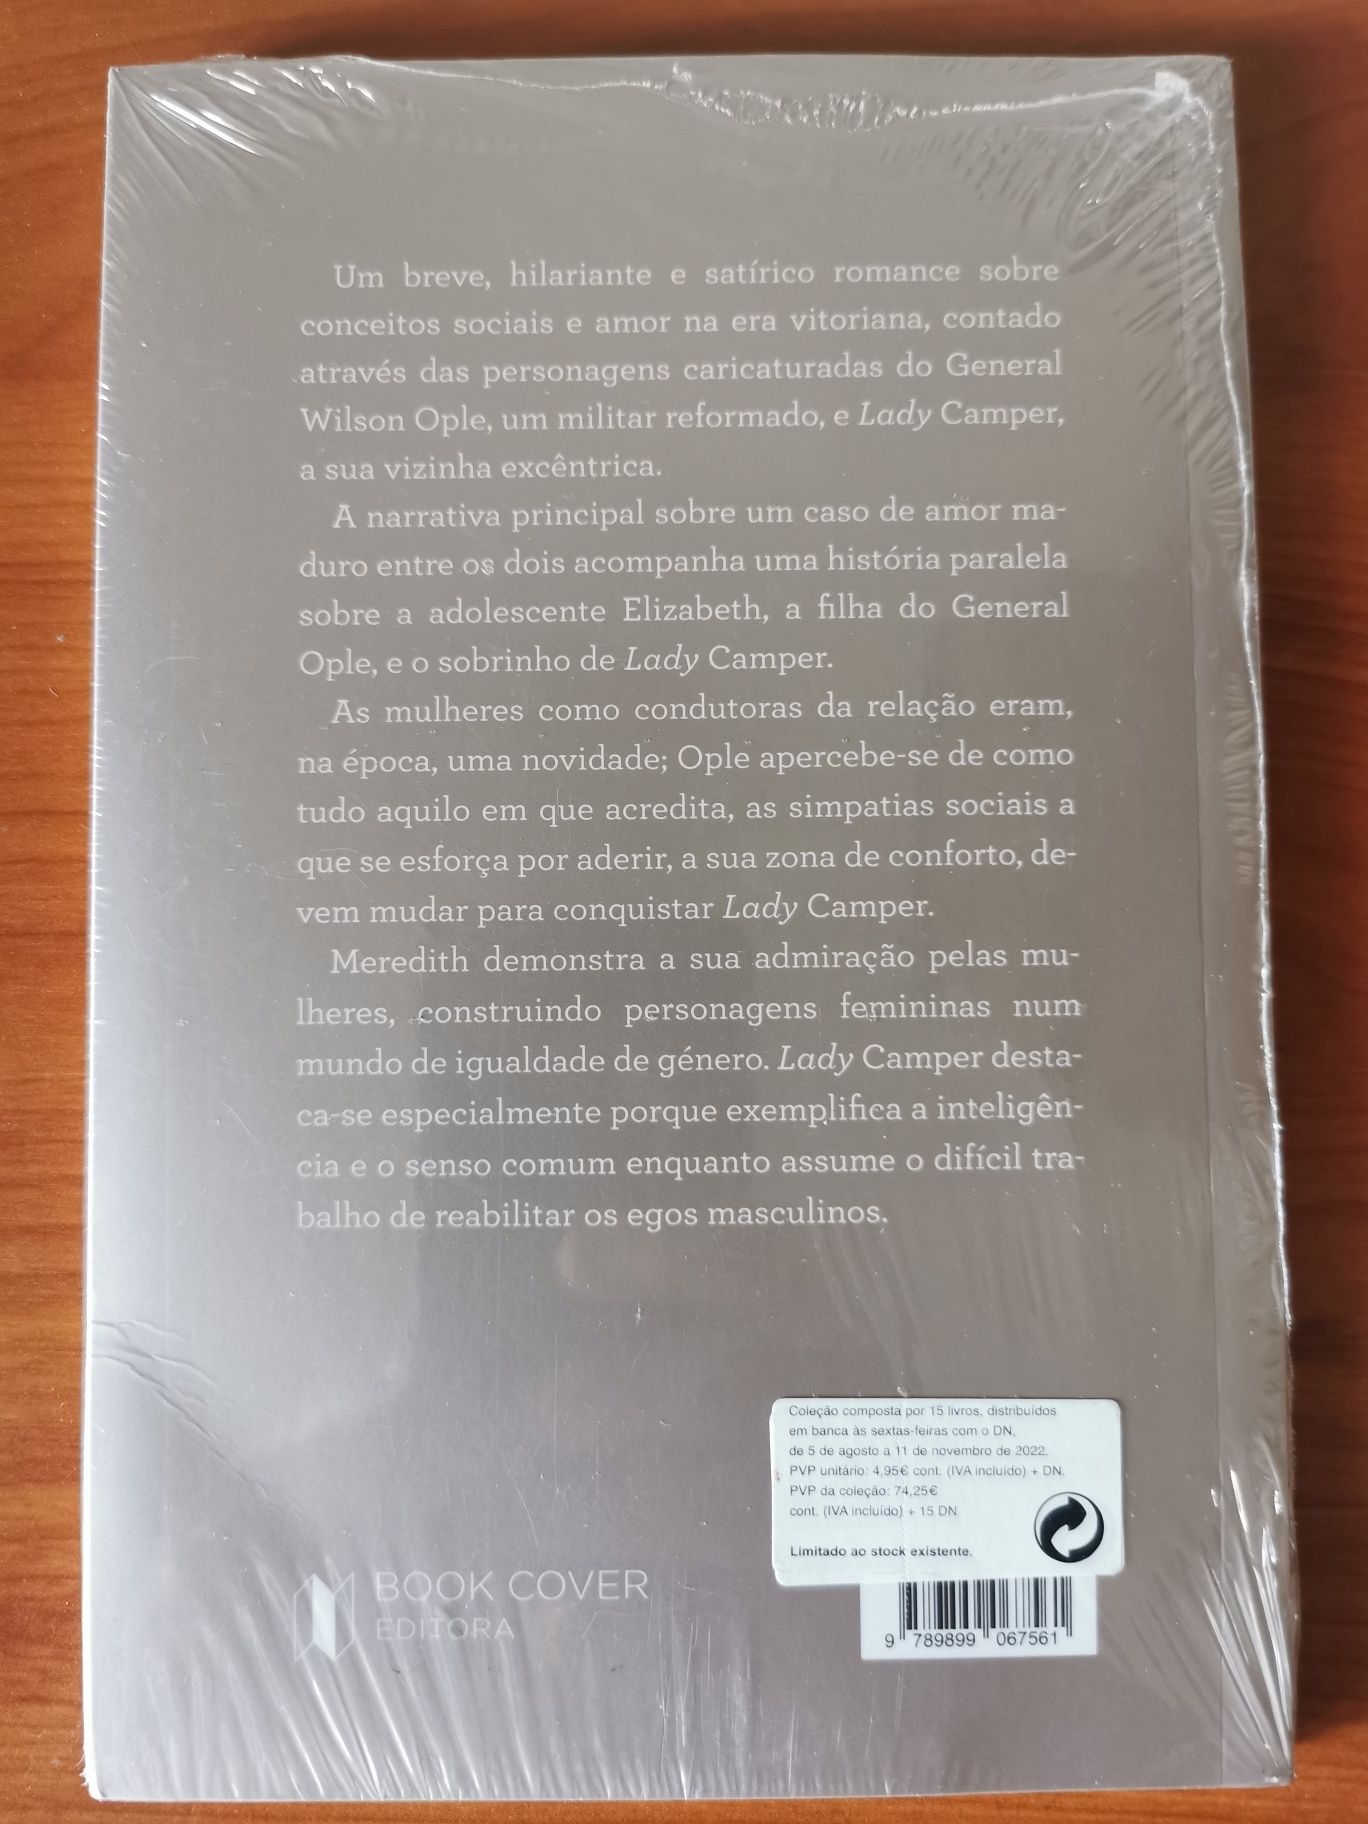 Um breve, hilariante e satírico romance sobre
conceitos sociais e amor na era vitoriana, contado
através das personagens caricaturadas do General
Wilson Ople, um militar reformado, e Lady Camper,
a sua vizinha excêntrica.
A narrativa principal sobre um caso de amor ma-
duro entre os dois acompanha uma história paralela
sobre a adolescente Elizabeth, a filha do General
Ople, e o sobrinho de Lady Camper.
As mulheres como condutoras da relação eram,
na época, uma novidade; Ople apercebe-se de como
tudo aquilo em que acredita, as simpatias sociais a
que se esforça por aderir, a sua zona de conforto, de-
vem mudar para conquistar Lady Camper.
Meredith demonstra a sua admiração pelas mu-
lheres, construindo personagens femininas num
mundo de igualdade de género. Lady Camper desta-
ca-se especialmente porque exemplifica a inteligên-
cia e o senso comum enquanto assume o difícil tra-
balho de reabilitar os egos masculinos.
Coleção composta por 15 livros, distribuídos
em banca às sextas-feiras com o DN,
de 5 de agosto a 11 de novembro de 2022.
PVP unitário: 4,95€ cont. (IVA incluído) + DN.
PVP da coleção: 74,25€
cont. (IVA incluído) + 15 DN
Limitado ao stock existente.
BOOK COVER
EDITORA
9 789899 067561